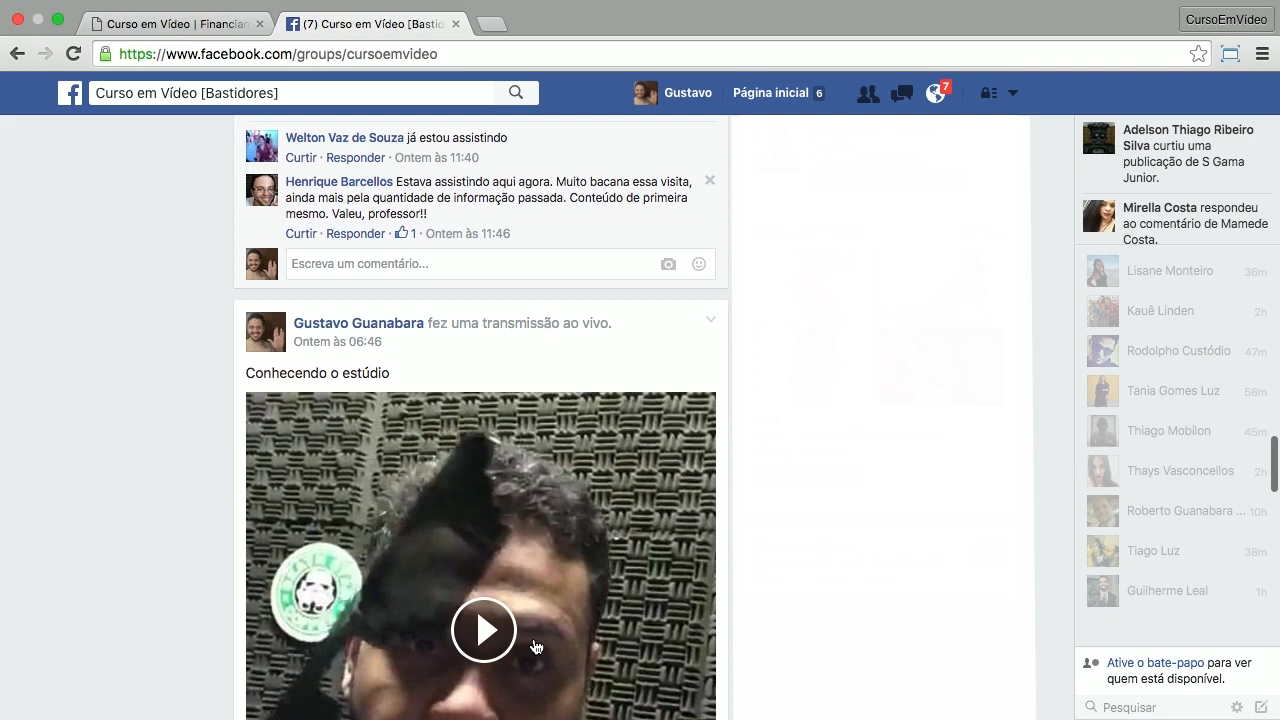 Curso em Vídeo | Financiam
(7) Curso em Vídeo [Bastid
CursoEmVideo
https://www.facebook.com/groups/cursoemvideo
Curso em Vídeo [Bastidores]
Gustavo
Página inicial 6
7
Welton Vaz de Souza já estou assistindo
Curtir · Responder · Ontem às 11:40
Henrique Barcellos Estava assistindo aqui agora. Muito bacana essa visita,
ainda mais pela quantidade de informação passada. Conteúdo de primeira
mesmo. Valeu, professor!!
Curtir · Responder · 1 · Ontem às 11:46
Escreva um comentário...
Gustavo Guanabara fez uma transmissão ao vivo.
Ontem às 06:46
Conhecendo o estúdio
Adelson Thiago Ribeiro
Silva curtiu uma
publicação de S Gama
Junior.
Mirella Costa respondeu
ao comentário de Mamede
Costa.
Lisane Monteiro 36m
Kauê Linden 2h
Rodolpho Custódio 47m
Tania Gomes Luz 58m
Thiago Mobilon 45m
Thays Vasconcellos 2h
Roberto Guanabara ... 10h
Tiago Luz 38m
Guilherme Leal 1h
Ative o bate-papo para ver
quem está disponível.
Pesquisar